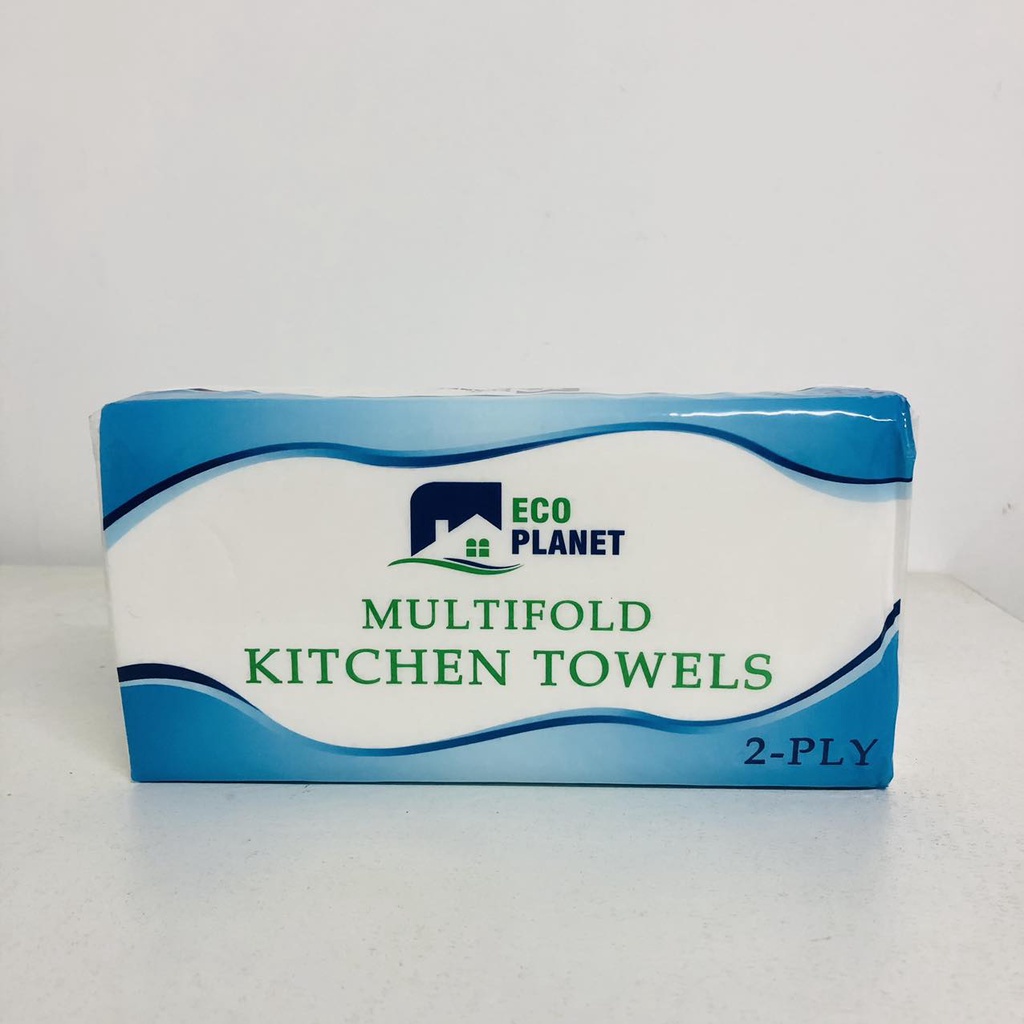 ECO
PLANET
MULTIFOLD
KITCHEN TOWELS
2-PLY